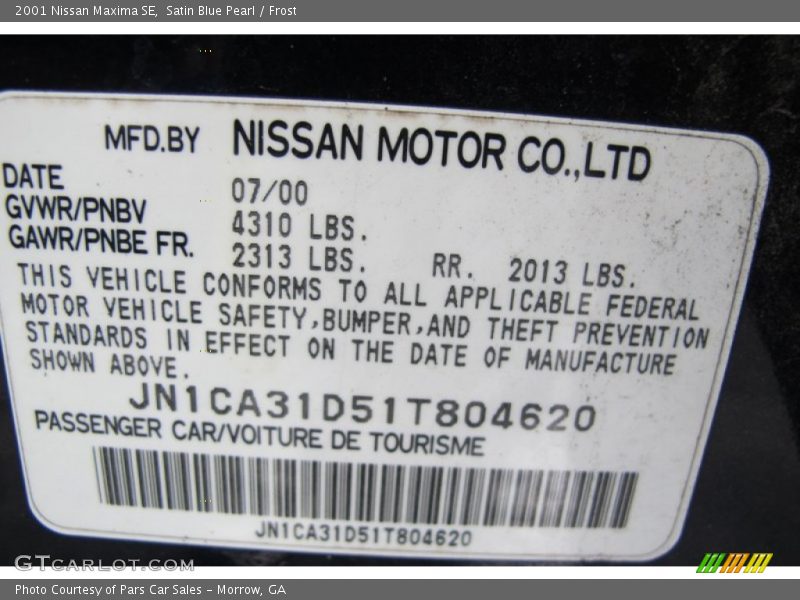 2001 Nissan Maxima SE, Satin Blue Pearl / Frost
MFD.BY NISSAN MOTOR CO.,LTD
DATE 07/00
GVWR/PNBV 4310 LBS.
GAWR/PNBE FR. 2313 LBS. RR. 2013 LBS.
THIS VEHICLE CONFORMS TO ALL APPLICABLE FEDERAL
MOTOR VEHICLE SAFETY,BUMPER,AND THEFT PREVENTION
STANDARDS IN EFFECT ON THE DATE OF MANUFACTURE
SHOWN ABOVE.
JN1CA31D51T804620
PASSENGER CAR/VOITURE DE TOURISME
JN1CA31D51T804620
GTCARLOT.COM
Photo Courtesy of Pars Car Sales - Morrow, GA